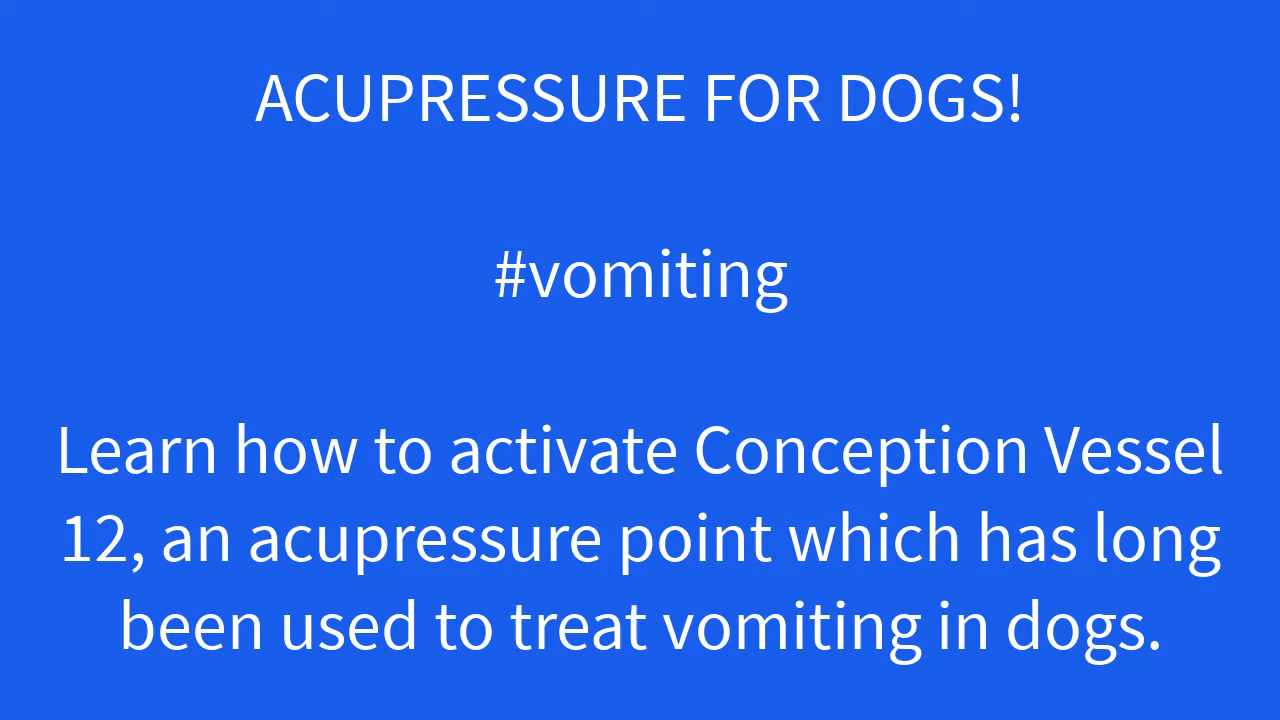 ACUPRESSURE FOR DOGS!
#vomiting
Learn how to activate Conception Vessel
12, an acupressure point which has long
been used to treat vomiting in dogs.